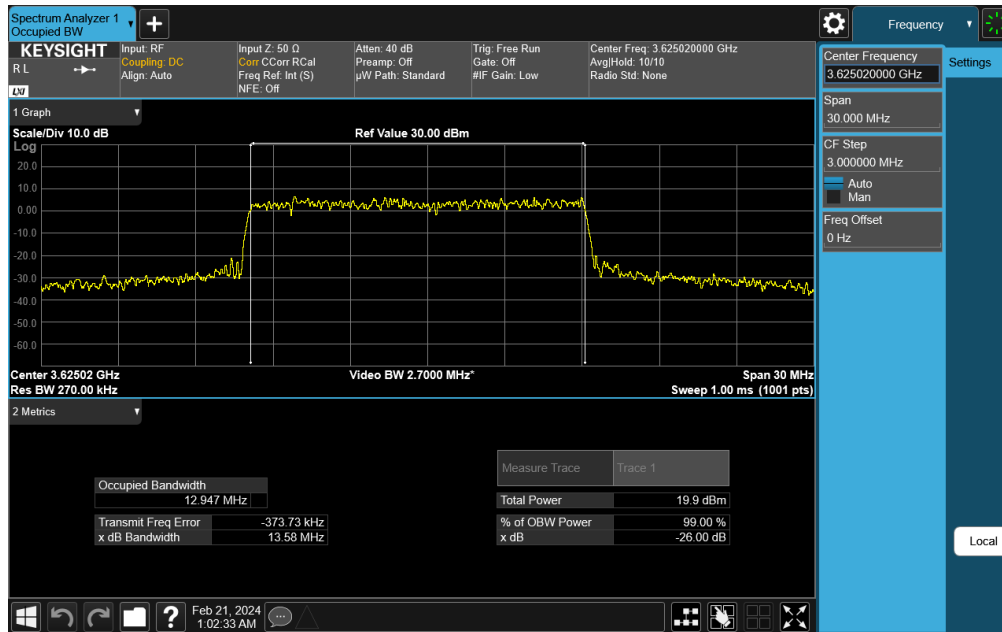 Spectrum Analyzer 1
Occupied BW
Frequency
KEYSIGHT
R L
LXI
Input: RF
Coupling: DC
Align: Auto
Input Z: 50 Ω
Corr CCorr RCal
Freq Ref: Int (S)
NFE: Off
Atten: 40 dB
Preamp: Off
µW Path: Standard
Trig: Free Run
Gate: Off
#IF Gain: Low
Center Freq: 3.625020000 GHz
Avg|Hold: 10/10
Radio Std: None
Center Frequency
3.625020000 GHz
Settings
Span
30.000 MHz
CF Step
3.000000 MHz
Auto
Man
Freq Offset
0 Hz
Local
1 Graph
Scale/Div 10.0 dB
Ref Value 30.00 dBm
Log
20.0
10.0
0.00
-10.0
-20.0
-30.0
-40.0
-50.0
-60.0
Center 3.62502 GHz
Video BW 2.7000 MHz*
Span 30 MHz
Res BW 270.00 kHz
Sweep 1.00 ms (1001 pts)
2 Metrics
Measure Trace
Trace 1
Occupied Bandwidth
12.947 MHz
Total Power
19.9 dBm
Transmit Freq Error
-373.73 kHz
% of OBW Power
99.00 %
x dB Bandwidth
13.58 MHz
x dB
-26.00 dB
?
Feb 21, 2024
1:02:33 AM